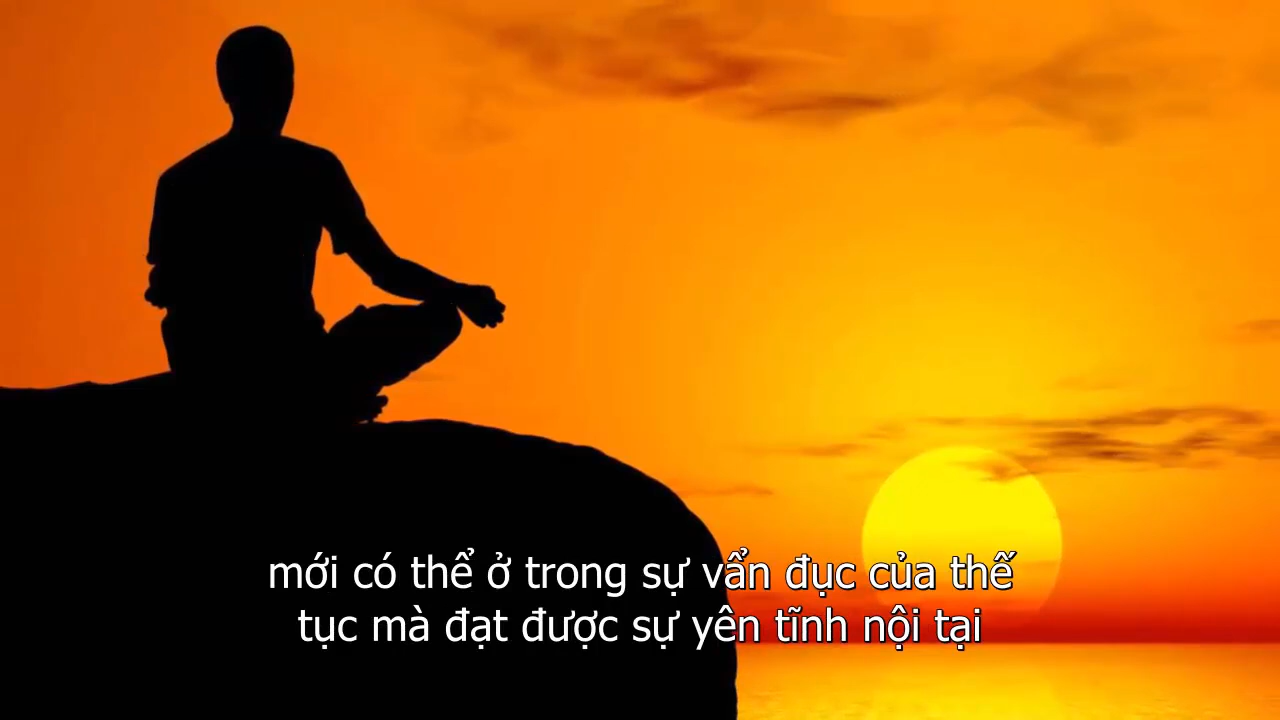 mới có thể ở trong sự vẩn đục của thế
tục mà đạt được sự yên tĩnh nội tại